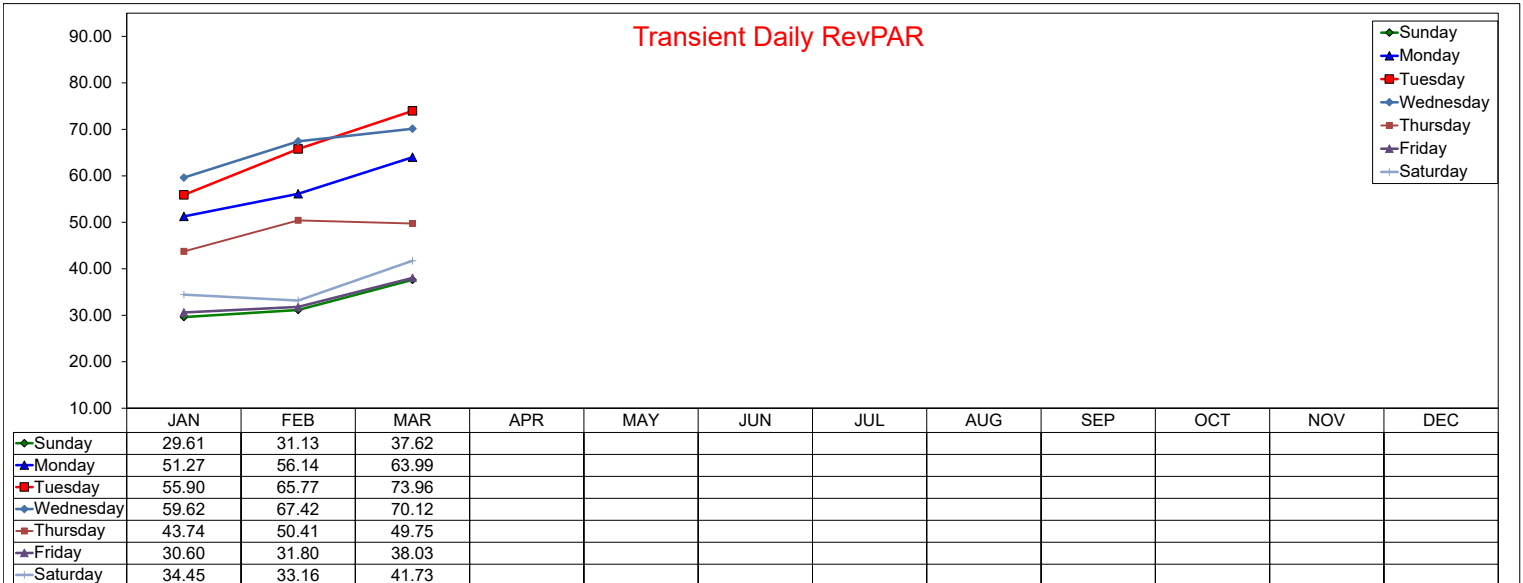 Transient Daily RevPAR
90.00
80.00
70.00
60.00
50.00
40.00
30.00
20.00
10.00
Sunday
Monday
Tuesday
Wednesday
Thursday
Friday
Saturday
JAN FEB MAR APR MAY JUN JUL AUG SEP OCT NOV DEC
Sunday 29.61 31.13 37.62
Monday 51.27 56.14 63.99
Tuesday 55.90 65.77 73.96
Wednesday 59.62 67.42 70.12
Thursday 43.74 50.41 49.75
Friday 30.60 31.80 38.03
Saturday 34.45 33.16 41.73